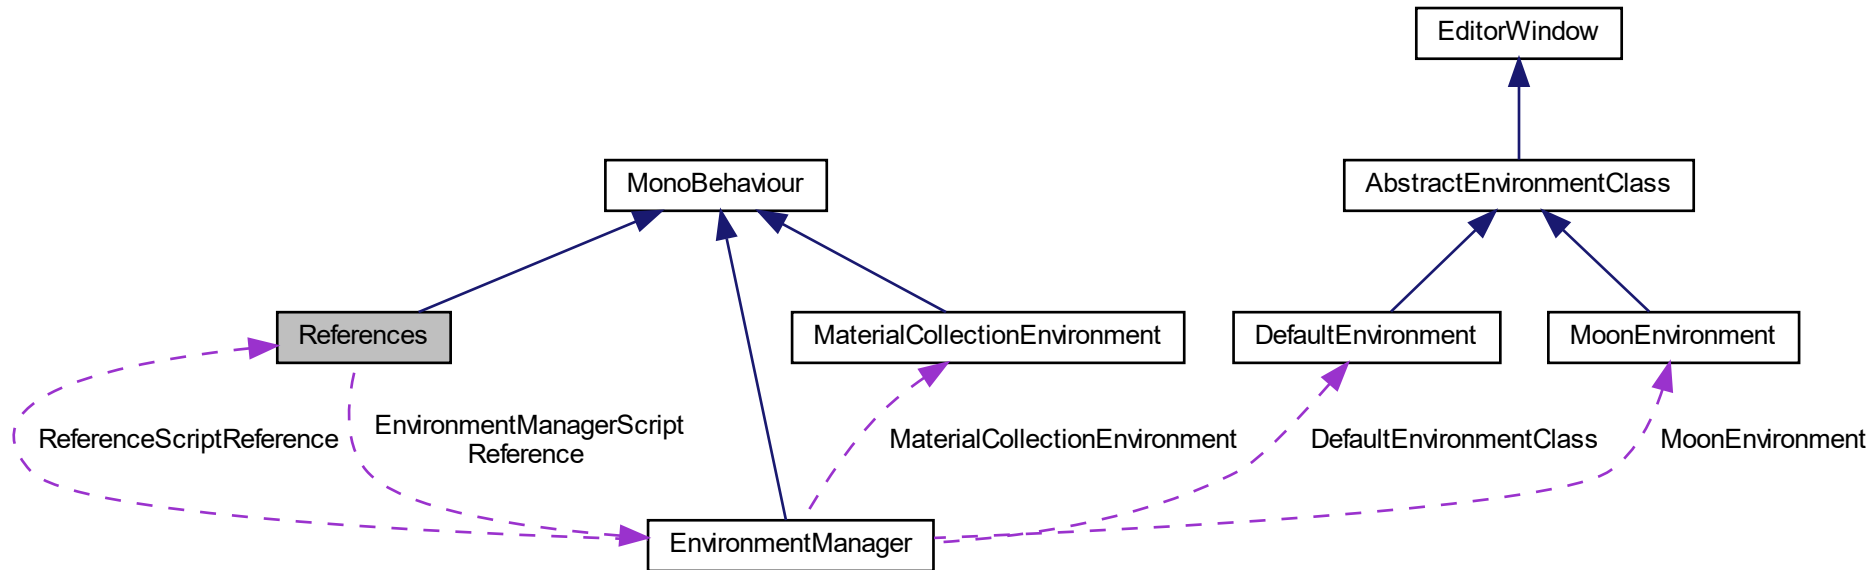 EditorWindow
MonoBehaviour
AbstractEnvironmentClass
References
MaterialCollectionEnvironment
DefaultEnvironment
MoonEnvironment
ReferenceScriptReference
EnvironmentManagerScript
Reference
MaterialCollectionEnvironment
DefaultEnvironmentClass
MoonEnvironment
EnvironmentManager